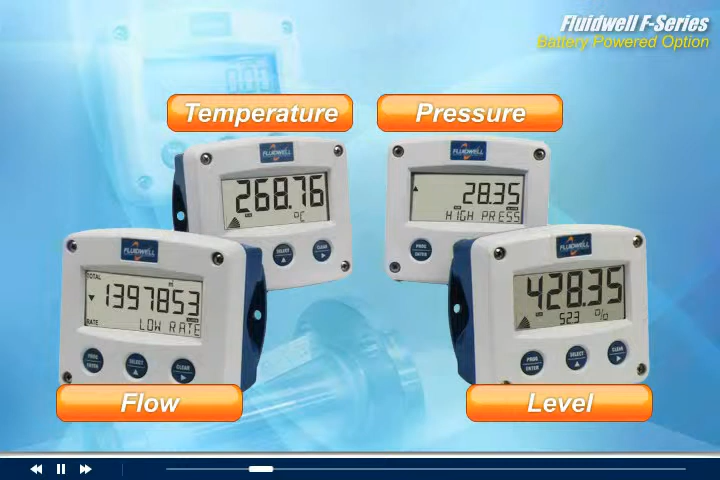 Fluidwell F-Series
Battery Powered Option
Temperature
Pressure
FLUIDWELL
268.76
°C
SELECT
CLEAR
FLUIDWELL
28.35
HIGH PRESS
PROG
ENTER
FLUIDWELL
TOTAL
1397853
RATE
LOW RATE
PROG
ENTER
SELECT
CLEAR
FLUIDWELL
428.35
523 %
PROG
ENTER
SELECT
CLEAR
Flow
Level